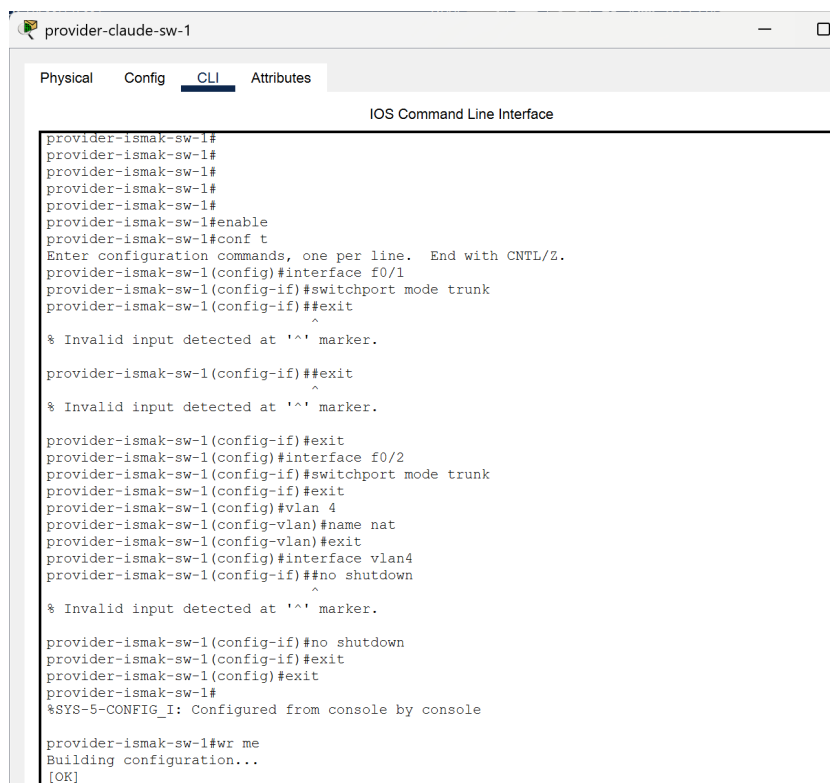 provider-claude-sw-1
Physical Config CLI Attributes
IOS Command Line Interface
provider-ismak-sw-1#
provider-ismak-sw-1#
provider-ismak-sw-1#
provider-ismak-sw-1#
provider-ismak-sw-1#
provider-ismak-sw-1#enable
provider-ismak-sw-1#conf t
Enter configuration commands, one per line.  End with CNTL/Z.
provider-ismak-sw-1(config)#interface f0/1
provider-ismak-sw-1(config-if)#switchport mode trunk
provider-ismak-sw-1(config-if)##exit
^
% Invalid input detected at '^' marker.
provider-ismak-sw-1(config-if)##exit
^
% Invalid input detected at '^' marker.
provider-ismak-sw-1(config-if)#exit
provider-ismak-sw-1(config)#interface f0/2
provider-ismak-sw-1(config-if)#switchport mode trunk
provider-ismak-sw-1(config-if)#exit
provider-ismak-sw-1(config)#vlan 4
provider-ismak-sw-1(config-vlan)#name nat
provider-ismak-sw-1(config-vlan)#exit
provider-ismak-sw-1(config)#interface vlan4
provider-ismak-sw-1(config-if)##no shutdown
^
% Invalid input detected at '^' marker.
provider-ismak-sw-1(config-if)#no shutdown
provider-ismak-sw-1(config-if)#exit
provider-ismak-sw-1(config)#exit
provider-ismak-sw-1#
%SYS-5-CONFIG_I: Configured from console by console
provider-ismak-sw-1#wr me
Building configuration...
[OK]